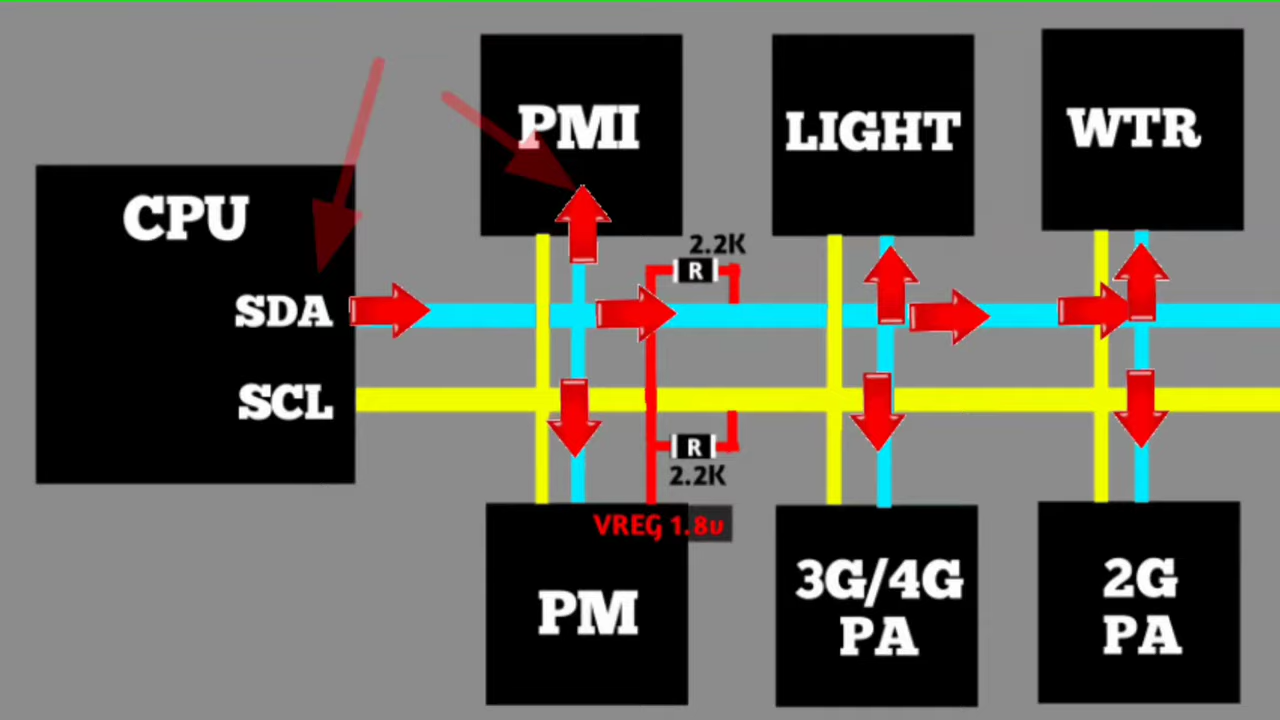 PMI
LIGHT
WTR
CPU
2.2K
R
SDA
SCL
R
2.2K
VREG 1.8v
PM
3G/4G
PA
2G
PA